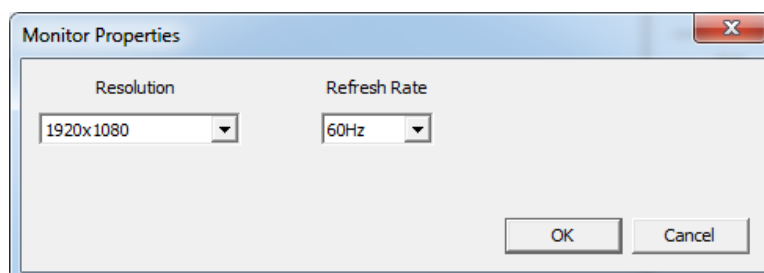 Monitor Properties
Resolution Refresh Rate
1920x1080 60Hz
OK Cancel